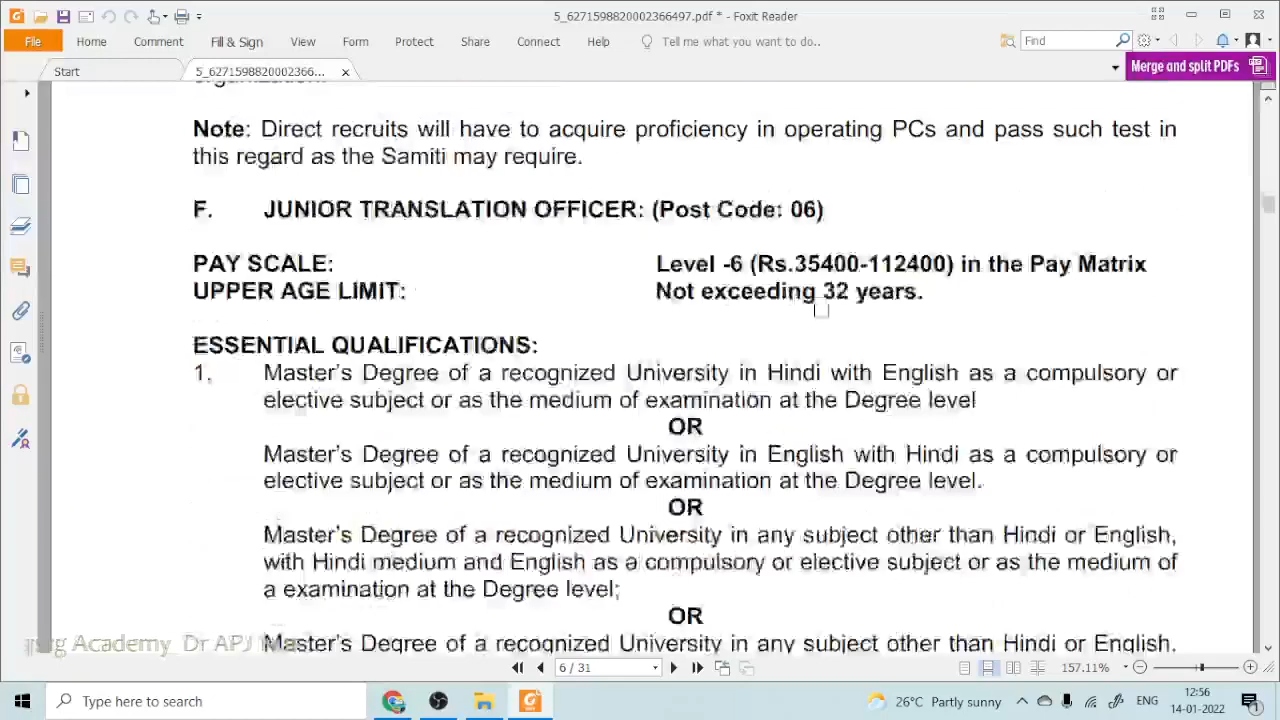 5_6271598820002366497.pdf * - Foxit Reader
File Home Comment Fill & Sign View Form Protect Share Connect Help Tell me what you want to do.. Find
Start 5_6271598820002366... Merge and split PDFs
Note: Direct recruits will have to acquire proficiency in operating PCs and pass such test in
this regard as the Samiti may require.
F. JUNIOR TRANSLATION OFFICER: (Post Code: 06)
PAY SCALE: Level -6 (Rs.35400-112400) in the Pay Matrix
UPPER AGE LIMIT: Not exceeding 32 years.
ESSENTIAL QUALIFICATIONS:
1. Master's Degree of a recognized University in Hindi with English as a compulsory or
elective subject or as the medium of examination at the Degree level
OR
Master's Degree of a recognized University in English with Hindi as a compulsory or
elective subject or as the medium of examination at the Degree level.
OR
Master's Degree of a recognized University in any subject other than Hindi or English,
with Hindi medium and English as a compulsory or elective subject or as the medium of
a examination at the Degree level;
OR
Master's Degree of a recognized University in any subject other than Hindi or English.
Academy Dr APJ
6 / 31 157.11%
Type here to search 26°C Partly sunny ENG 12:56
14-01-2022